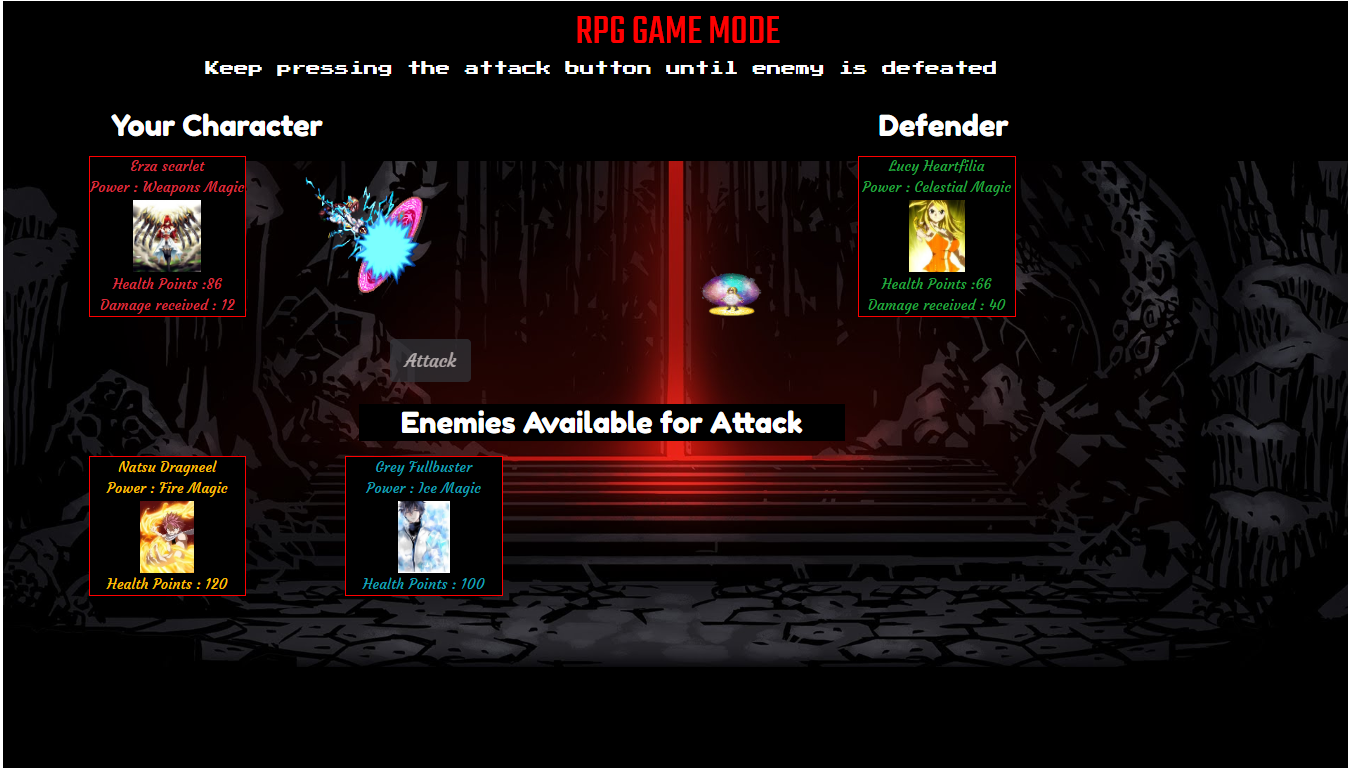 RPG GAME MODE
Keep pressing the attack button until enemy is defeated
Your Character
Defender
Erza scarlet
Power : Weapons Magic
Health Points :86
Damage received : 12
Lucy Heartfilia
Power : Celestial Magic
Health Points :66
Damage received : 40
Attack
Enemies Available for Attack
Natsu Dragneel
Power : Fire Magic
Health Points : 120
Grey Fullbuster
Power : Ice Magic
Health Points : 100